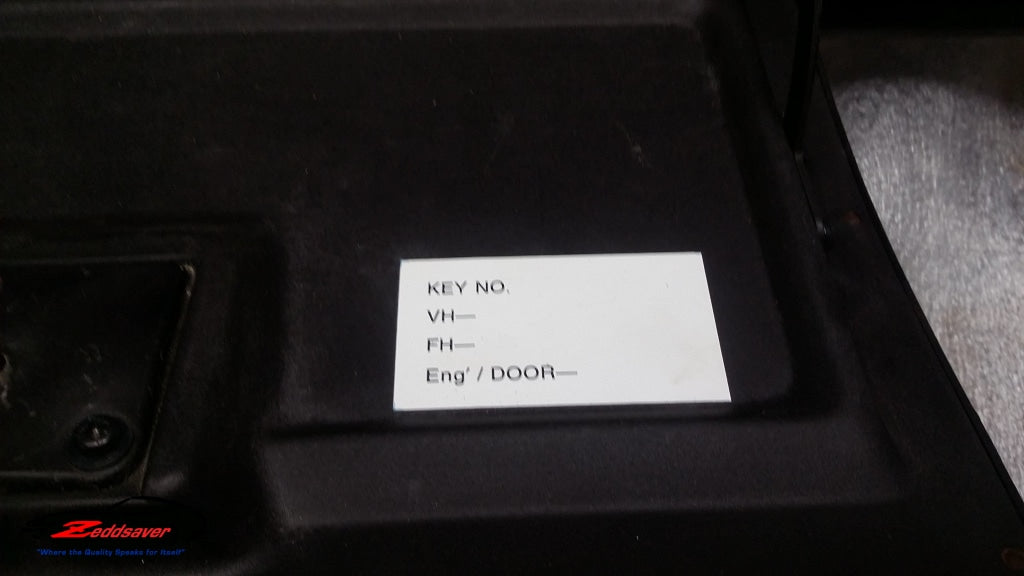 KEY NO.
VH—
FH—
Eng' / DOOR—
Zeddsaver
"Where the Quality Speaks for Itself"